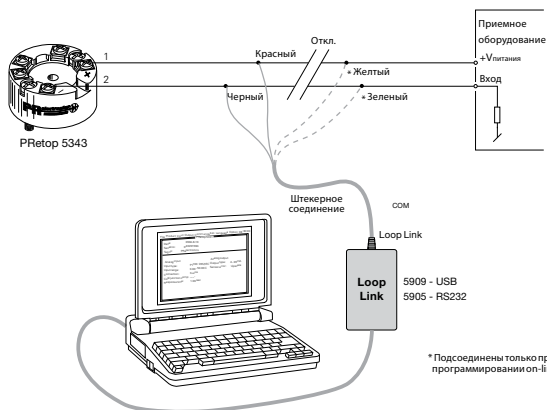 Приемное
оборудование
+Vпитания
Вход
Откл.
Красный
* Желтый
Черный
* Зеленый
1
2
PRetop 5343
Штекерное
соединение
COM
Loop Link
Loop
Link
5909 - USB
5905 - RS232
* Подсоединены только пр
программировании on-li